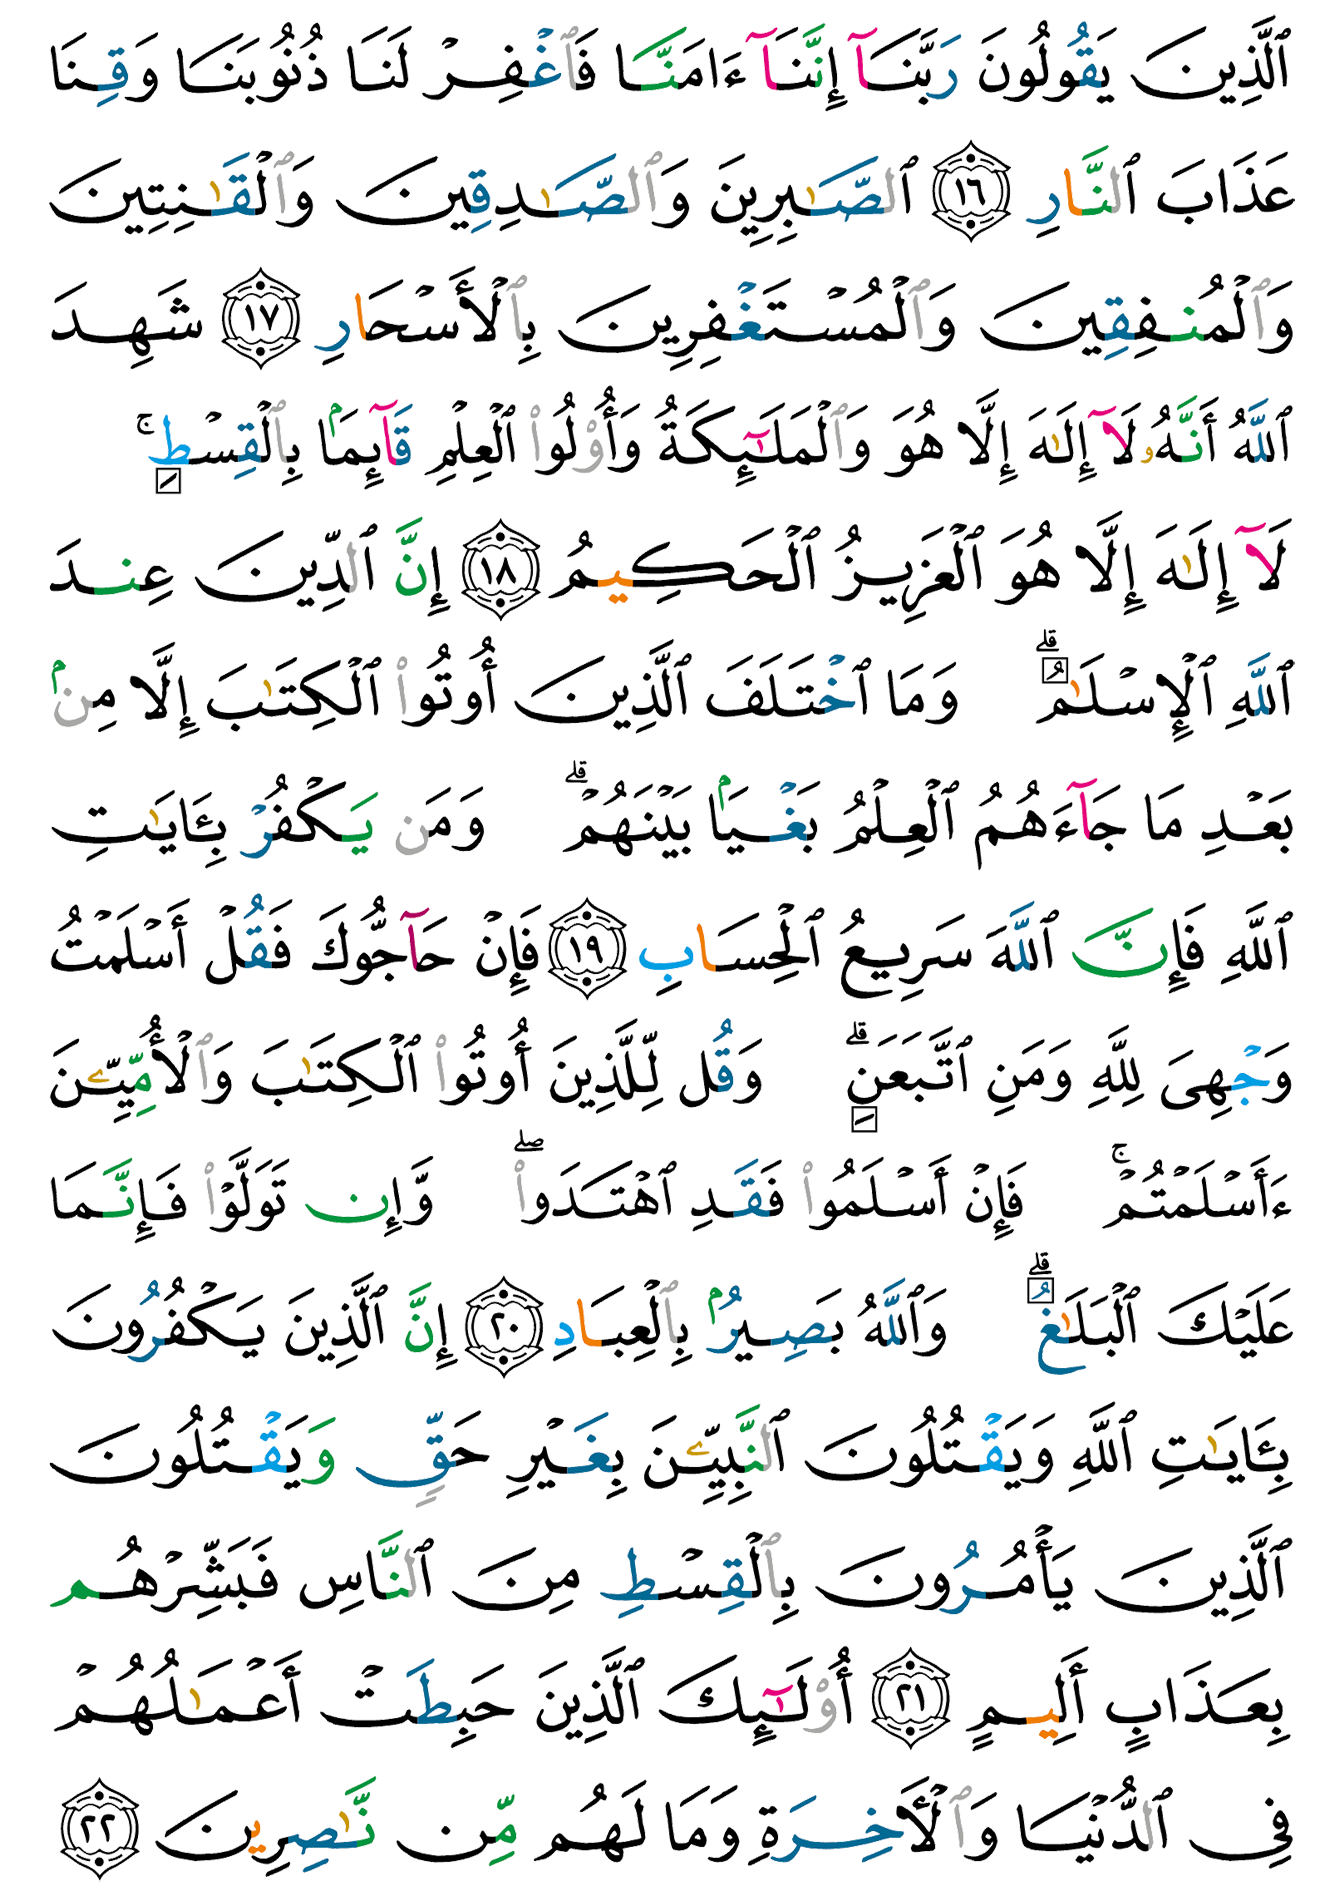 ٱلَّذِينَ يَقُولُونَ رَبَّنَآ إِنَّنَآ ءَامَنَّا فَٱغْفِرْ لَنَا ذُنُوبَنَا وَقِنَا
عَذَابَ ٱلنَّارِ ١٦ ٱلصَّـٰبِرِينَ وَٱلصَّـٰدِقِينَ وَٱلْقَـٰنِتِينَ
وَٱلْمُنفِقِينَ وَٱلْمُسْتَغْفِرِينَ بِٱلْأَسْحَارِ ١٧ شَهِدَ
ٱللَّهُ أَنَّهُۥ لَآ إِلَـٰهَ إِلَّا هُوَ وَٱلْمَلَـٰٓئِكَةُ وَأُو۟لُوا۟ ٱلْعِلْمِ قَآئِمًۢا بِٱلْقِسْطِ ۚ
لَآ إِلَـٰهَ إِلَّا هُوَ ٱلْعَزِيزُ ٱلْحَكِيمُ ١٨ إِنَّ ٱلدِّينَ عِندَ
ٱللَّهِ ٱلْإِسْلَـٰمُ ۗ وَمَا ٱخْتَلَفَ ٱلَّذِينَ أُوتُوا۟ ٱلْكِتَـٰبَ إِلَّا مِنۢ
بَعْدِ مَا جَآءَهُمُ ٱلْعِلْمُ بَغْيًۢا بَيْنَهُمْ ۗ وَمَن يَكْفُرْ بِـَٔايَـٰتِ
ٱللَّهِ فَإِنَّ ٱللَّهَ سَرِيعُ ٱلْحِسَابِ ١٩ فَإِنْ حَآجُّوكَ فَقُلْ أَسْلَمْتُ
وَجْهِىَ لِلَّهِ وَمَنِ ٱتَّبَعَنِ ۗ وَقُل لِّلَّذِينَ أُوتُوا۟ ٱلْكِتَـٰبَ وَٱلْأُمِّيِّـۧنَ
ءَأَسْلَمْتُمْ ۚ فَإِنْ أَسْلَمُوا۟ فَقَدِ ٱهْتَدَوا۟ ۖ وَّإِن تَوَلَّوْا۟ فَإِنَّمَا
عَلَيْكَ ٱلْبَلَـٰغُ ۗ وَٱللَّهُ بَصِيرٌۢ بِٱلْعِبَادِ ٢٠ إِنَّ ٱلَّذِينَ يَكْفُرُونَ
بِـَٔايَـٰتِ ٱللَّهِ وَيَقْتُلُونَ ٱلنَّبِيِّـۧنَ بِغَيْرِ حَقٍّ وَيَقْتُلُونَ
ٱلَّذِينَ يَأْمُرُونَ بِٱلْقِسْطِ مِنَ ٱلنَّاسِ فَبَشِّرْهُم
بِعَذَابٍ أَلِيمٍ ٢١ أُو۟لَـٰٓئِكَ ٱلَّذِينَ حَبِطَتْ أَعْمَـٰلُهُمْ
فِى ٱلدُّنْيَا وَٱلْـَٔاخِرَةِ وَمَا لَهُم مِّن نَّـٰصِرِينَ ٢٢